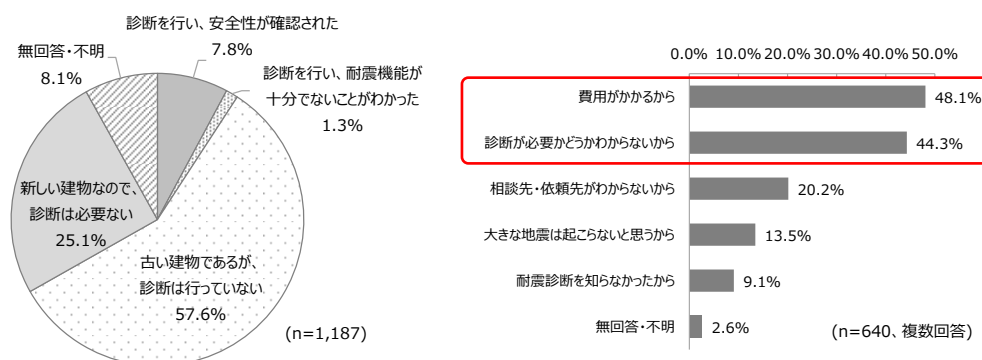 診断を行い、安全性が確認された
7.8%
診断を行い、耐震機能が
十分でないことがわかった
1.3%
古い建物であるが、
診断は行っていない
57.6%
新しい建物なので、
診断は必要ない
25.1%
無回答・不明
8.1%
(n=1,187)
0.0% 10.0% 20.0% 30.0% 40.0% 50.0%
費用がかかるから 48.1%
診断が必要かどうかわからないから 44.3%
相談先・依頼先がわからないから 20.2%
大きな地震は起こらないと思うから 13.5%
耐震診断を知らなかったから 9.1%
無回答・不明 2.6%
(n=640、複数回答)